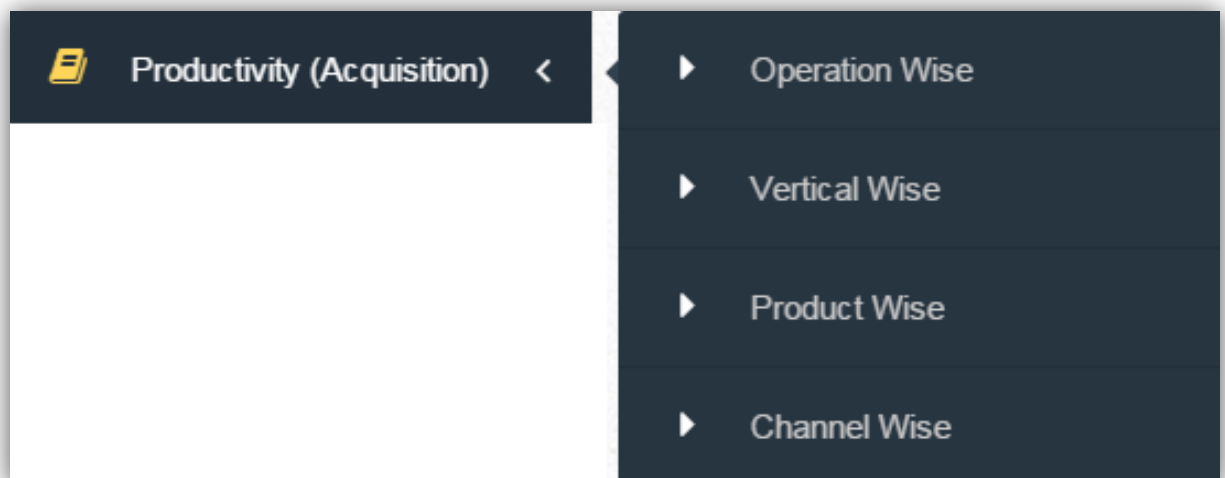 Productivity (Acquisition)
Operation Wise
Vertical Wise
Product Wise
Channel Wise